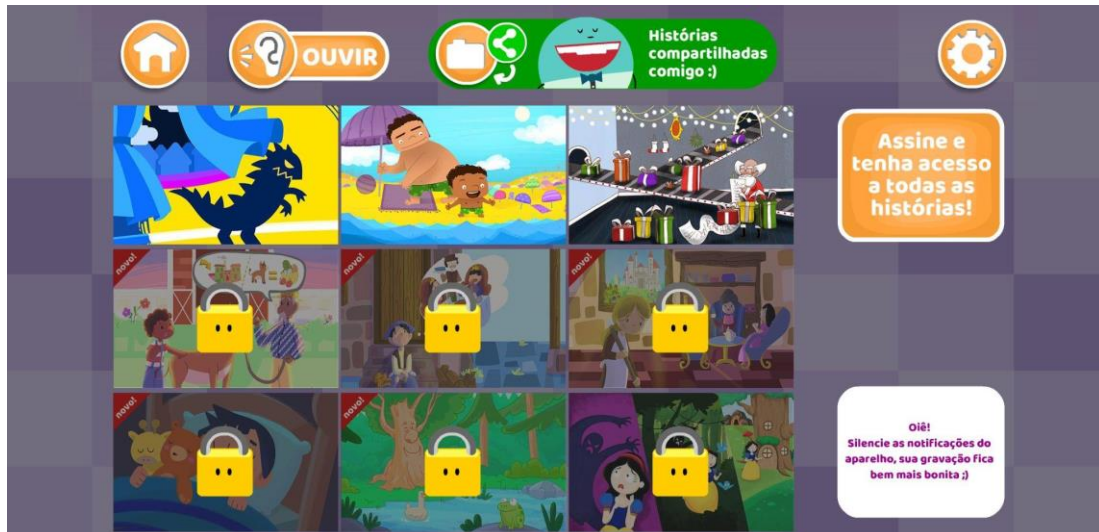 OUVIR
Histórias
compartilhadas
comigo :)
Assine e
tenha acesso
a todas as
histórias!
novo!
novo!
novo!
novo!
novo!
Oiê!
Silencie as notificações do
aparelho, sua gravação fica
bem mais bonita ;)